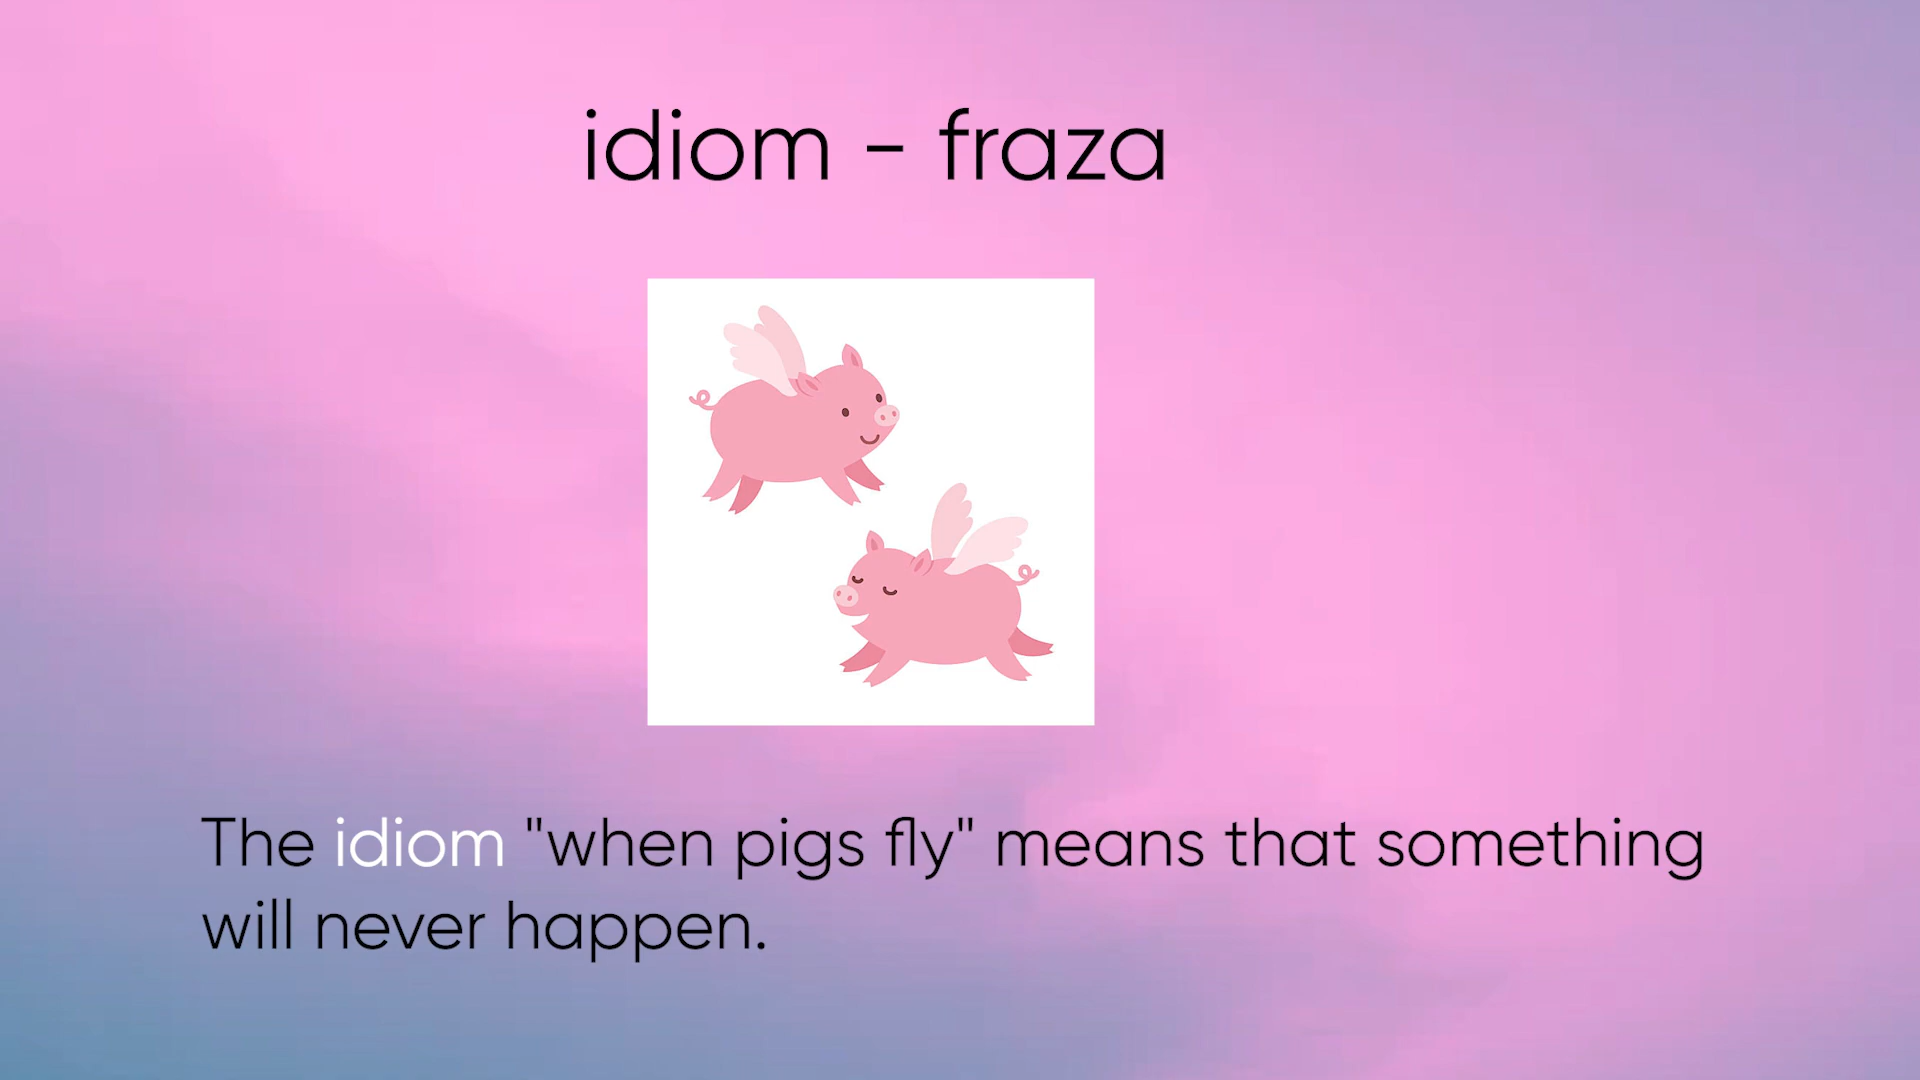 idiom - fraza
The idiom "when pigs fly" means that something
will never happen.